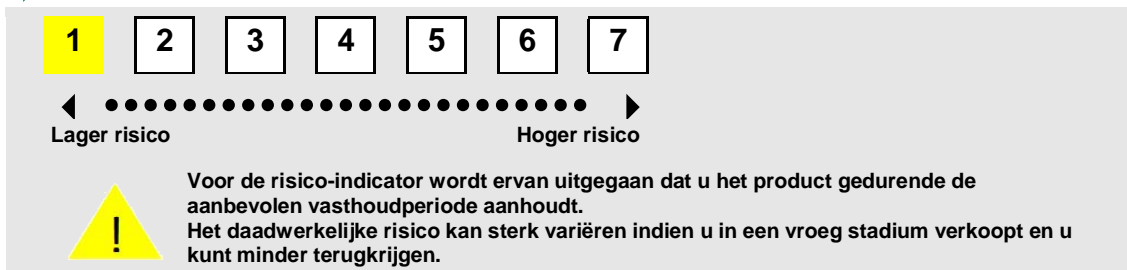 1 2 3 4 5 6 7
Lager risico Hoger risico
!
Voor de risico-indicator wordt ervan uitgegaan dat u het product gedurende de
aanbevolen vasthoudperiode aanhoudt.
Het daadwerkelijke risico kan sterk variëren indien u in een vroeg stadium verkoopt en u
kunt minder terugkrijgen.